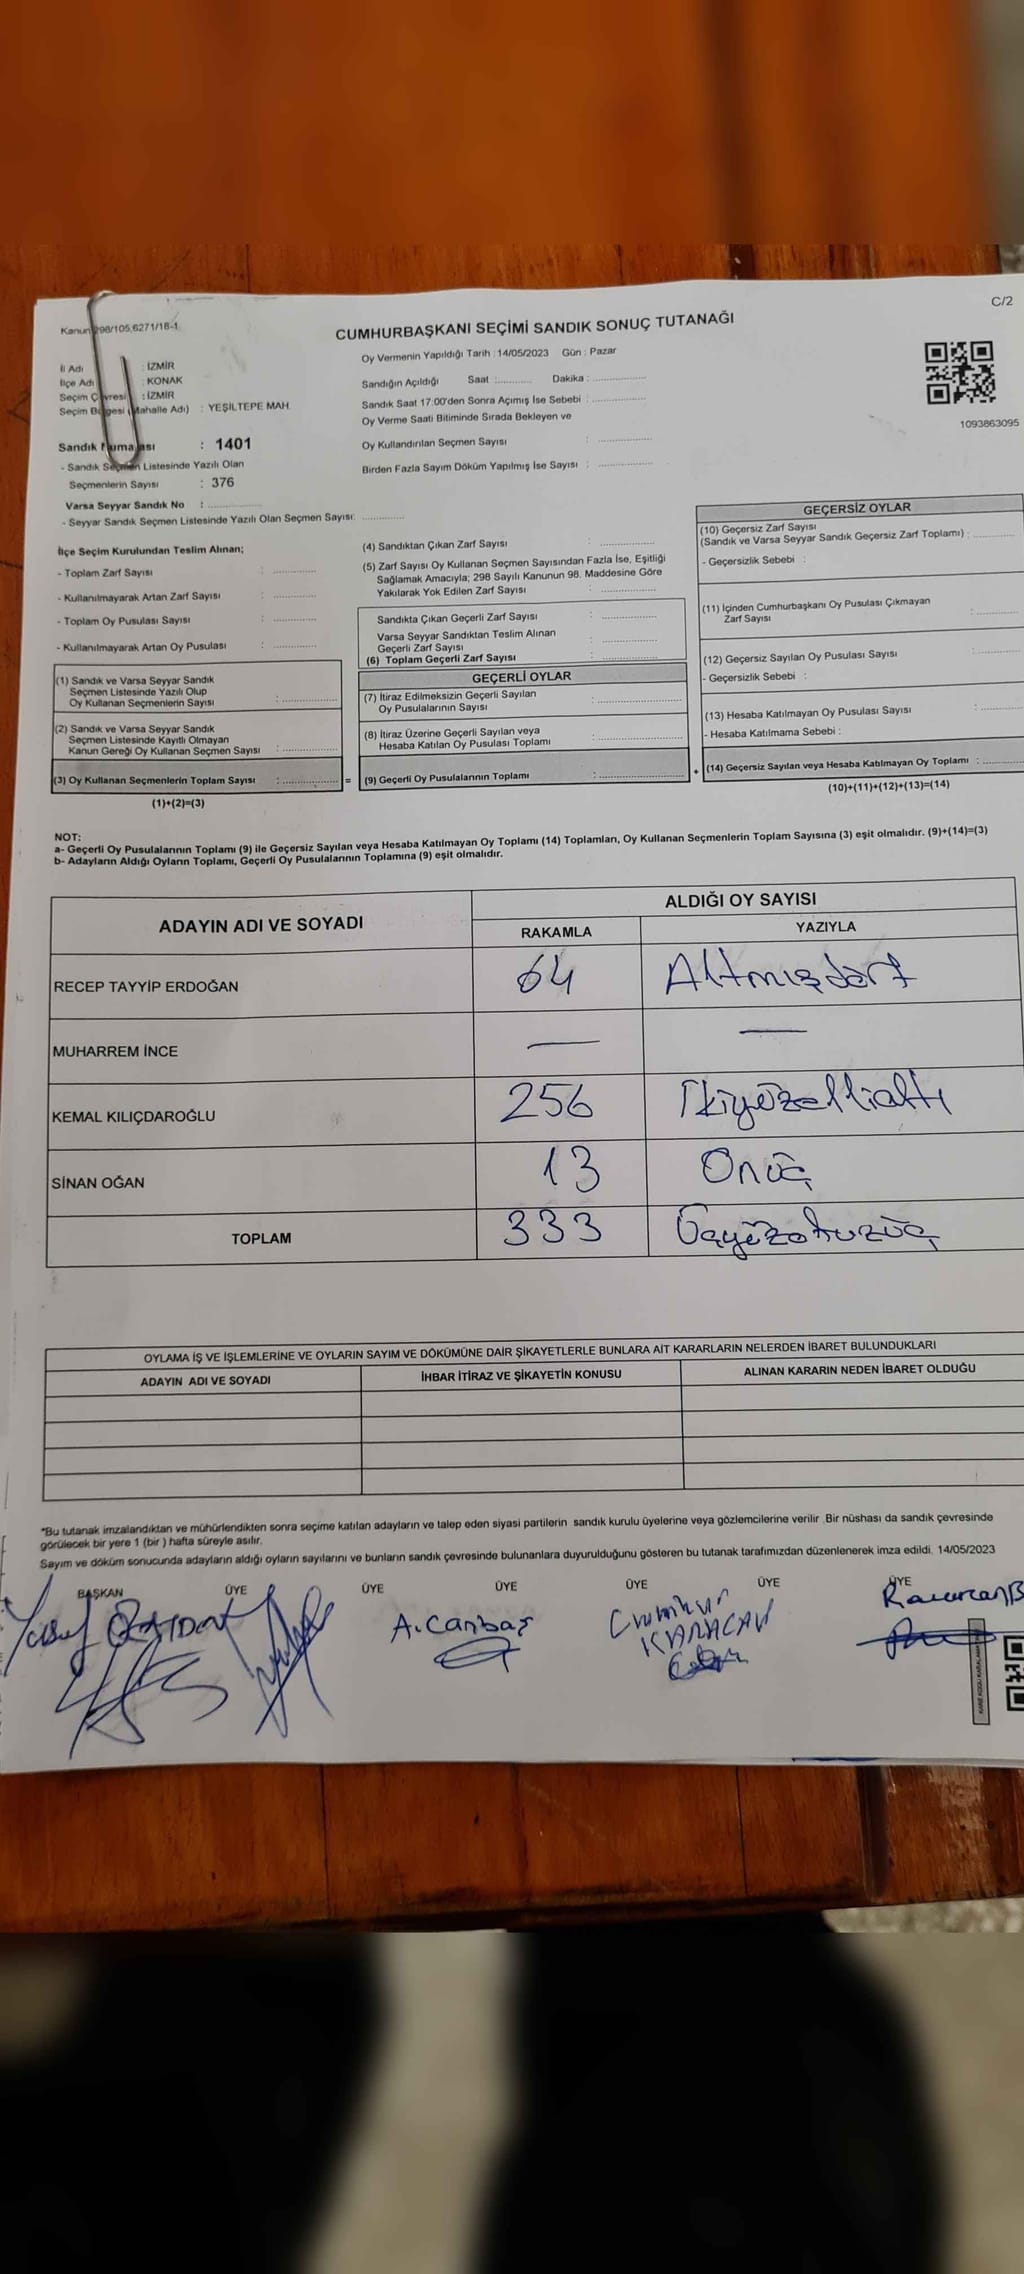 Kanun 298/105,6271/18-1
C/2
CUMHURBAŞKANI SEÇİMİ SANDIK SONUÇ TUTANAĞI
Oy Vermenin Yapıldığı Tarih : 14/05/2023 Gün : Pazar
1093863095
İl Adı : İZMİR
İlçe Adı : KONAK
Seçim Çevresi : İZMİR
Seçim Bölgesi (Mahalle Adı) : YEŞİLTEPE MAH.
Sandık Numarası : 1401
- Sandık Seçmen Listesinde Yazılı Olan
Seçmenlerin Sayısı : 376
Varsa Seyyar Sandık No : ..............
- Seyyar Sandık Seçmen Listesinde Yazılı Olan Seçmen Sayısı: ............
Sandığın Açıldığı Saat :........... Dakika : ................
Sandık Saat 17:00'den Sonra Açımış İse Sebebi : ................
Oy Verme Saati Bitiminde Sırada Bekleyen ve
Oy Kullandırılan Seçmen Sayısı : ................
Birden Fazla Sayım Döküm Yapılmış İse Sayısı : ................
İlçe Seçim Kurulundan Teslim Alınan;
- Toplam Zarf Sayısı : ............
- Kullanılmayarak Artan Zarf Sayısı : ............
- Toplam Oy Pusulası Sayısı : ............
- Kullanılmayarak Artan Oy Pusulası : ............
(1) Sandık ve Varsa Seyyar Sandık
Seçmen Listesinde Yazılı Olup
Oy Kullanan Seçmenlerin Sayısı : ................
(2) Sandık ve Varsa Seyyar Sandık
Seçmen Listesinde Kayıtlı Olmayan
Kanun Gereği Oy Kullanan Seçmen Sayısı : ................
(3) Oy Kullanan Seçmenlerin Toplam Sayısı : ................ =
(1)+(2)=(3)
(4) Sandıktan Çıkan Zarf Sayısı : ................
(5) Zarf Sayısı Oy Kullanan Seçmen Sayısından Fazla İse, Eşitliği
Sağlamak Amacıyla; 298 Sayılı Kanunun 98. Maddesine Göre
Yakılarak Yok Edilen Zarf Sayısı : ................
Sandıkta Çıkan Geçerli Zarf Sayısı : ................
Varsa Seyyar Sandıktan Teslim Alınan
Geçerli Zarf Sayısı : ................
(6) Toplam Geçerli Zarf Sayısı : ................
GEÇERLİ OYLAR
(7) İtiraz Edilmeksizin Geçerli Sayılan
Oy Pusulalarının Sayısı : ................
(8) İtiraz Üzerine Geçerli Sayılan veya
Hesaba Katılan Oy Pusulası Toplamı : ................
(9) Geçerli Oy Pusulalarının Toplamı : ................ +
GEÇERSİZ OYLAR
(10) Geçersiz Zarf Sayısı
(Sandık ve Varsa Seyyar Sandık Geçersiz Zarf Toplamı) : ............
- Geçersizlik Sebebi :
(11) İçinden Cumhurbaşkanı Oy Pusulası Çıkmayan
Zarf Sayısı : ............
(12) Geçersiz Sayılan Oy Pusulası Sayısı : ............
- Geçersizlik Sebebi :
(13) Hesaba Katılmayan Oy Pusulası Sayısı : ............
- Hesaba Katılmama Sebebi :
(14) Geçersiz Sayılan veya Hesaba Katılmayan Oy Toplamı : ............
(10)+(11)+(12)+(13)=(14)
NOT:
a- Geçerli Oy Pusulalarının Toplamı (9) ile Geçersiz Sayılan veya Hesaba Katılmayan Oy Toplamı (14) Toplamları, Oy Kullanan Seçmenlerin Toplam Sayısına (3) eşit olmalıdır. (9)+(14)=(3)
b- Adayların Aldığı Oyların Toplamı, Geçerli Oy Pusulalarının Toplamına (9) eşit olmalıdır.
ADAYIN ADI VE SOYADI ALDIĞI OY SAYISI
RAKAMLA YAZIYLA
RECEP TAYYİP ERDOĞAN 64 Altmışdört
MUHARREM İNCE — —
KEMAL KILIÇDAROĞLU 256 İkiyüzellialtı
SİNAN OĞAN 13 Onüç
TOPLAM 333 Üçyüzotuzüç
OYLAMA İŞ VE İŞLEMLERİNE VE OYLARIN SAYIM VE DÖKÜMÜNE DAİR ŞİKAYETLERLE BUNLARA AİT KARARLARIN NELERDEN İBARET BULUNDUKLARI
ADAYIN ADI VE SOYADI İHBAR İTİRAZ VE ŞİKAYETİN KONUSU ALINAN KARARIN NEDEN İBARET OLDUĞU
*Bu tutanak imzalandıktan ve mühürlendikten sonra seçime katılan adayların ve talep eden siyasi partilerin sandık kurulu üyelerine veya gözlemcilerine verilir .Bir nüshası da sandık çevresinde
görülecek bir yere 1 (bir ) hafta süreyle asılır.
Sayım ve döküm sonucunda adayların aldığı oyların sayılarını ve bunların sandık çevresinde bulunanlara duyurulduğunu gösteren bu tutanak tarafımızdan düzenlenerek imza edildi. 14/05/2023
BAŞKAN ÜYE ÜYE ÜYE ÜYE ÜYE ÜYE
Yusuf
A. Canbaş
KARACAN